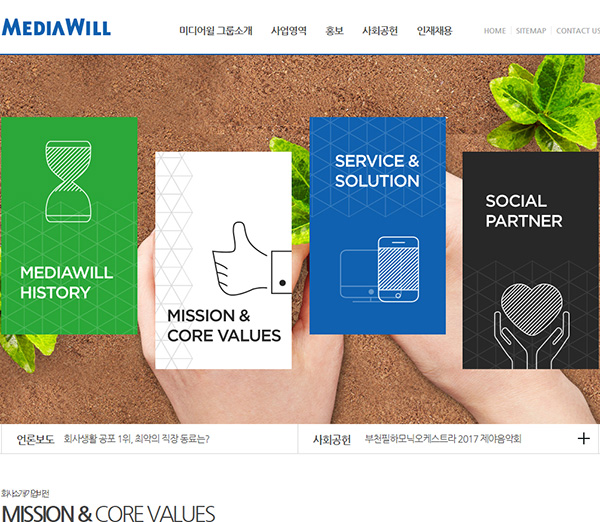 MEDIAWILL
미디어윌 그룹소개 사업영역 홍보 사회공헌 인재채용
HOME SITEMAP CONTACT US
MEDIAWILL
HISTORY
MISSION &
CORE VALUES
SERVICE &
SOLUTION
SOCIAL
PARTNER
언론보도 회사생활 공포 1위, 최악의 직장 동료는?
사회공헌 부천필하모닉오케스트라 2017 제야음악회
MISSION & CORE VALUES